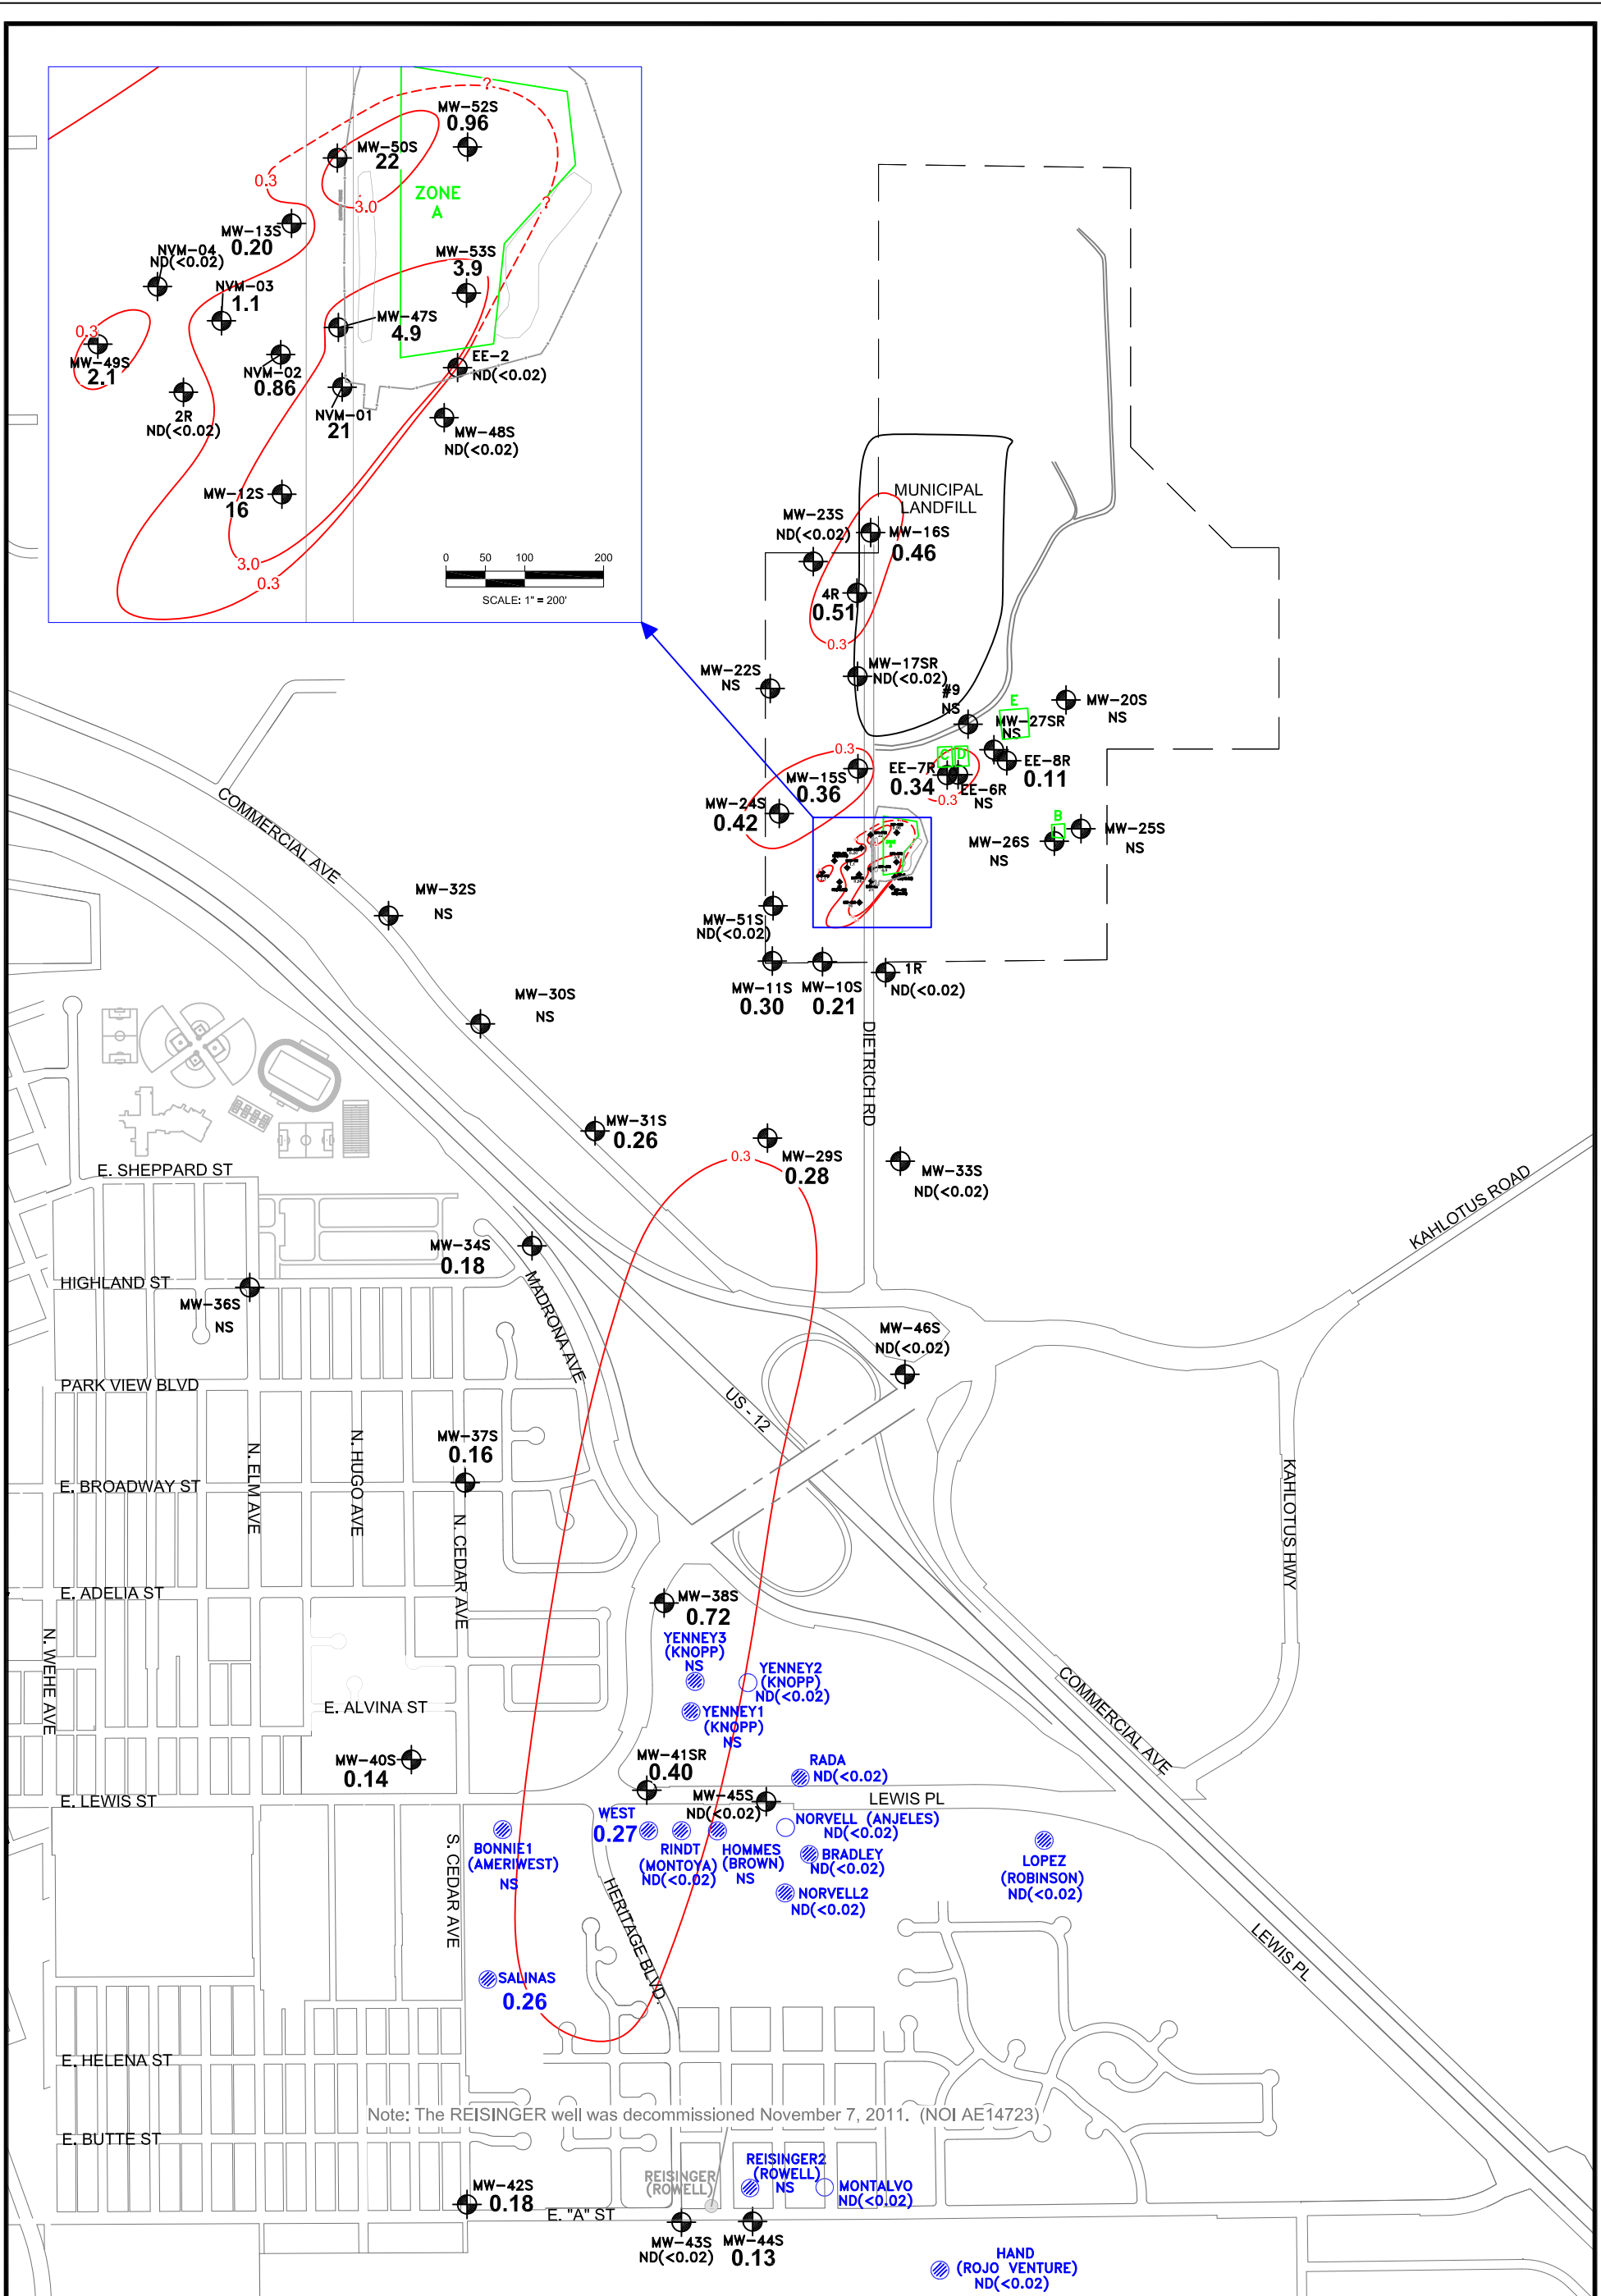 ?
MW-52S
0.96
MW-50S
22
0.3
ZONE
A
3.0
?
MW-13S
0.20
NVM-04
ND(<0.02)
MW-53S
3.9
NVM-03
1.1
0.3
MW-47S
4.9
MW-49S
2.1
NVM-02
0.86
EE-2
ND(<0.02)
2R
ND(<0.02)
NVM-01
21
MW-48S
ND(<0.02)
MW-12S
16
3.0
0.3
0 50 100 200
SCALE: 1" = 200'
MUNICIPAL
LANDFILL
MW-23S
ND(<0.02)
MW-16S
0.46
4R
0.51
0.3
MW-22S
NS
MW-17SR
ND(<0.02)
#9
NS
E
MW-20S
NS
MW-27SR
NS
0.3
C
D
MW-15S
0.36
EE-7R
0.34
EE-8R
0.11
EE-6R
NS
0.3
MW-24S
0.42
B
MW-25S
NS
MW-26S
NS
COMMERCIAL AVE
MW-32S
NS
MW-51S
ND(<0.02)
1R
ND(<0.02)
MW-11S
0.30
MW-10S
0.21
MW-30S
NS
DIETRICH RD
MW-31S
0.26
0.3
MW-29S
0.28
MW-33S
ND(<0.02)
E. SHEPPARD ST
KAHLOTUS ROAD
MW-34S
0.18
HIGHLAND ST
MW-36S
NS
MADRONA AVE
MW-46S
ND(<0.02)
PARK VIEW BLVD
US - 12
MW-37S
0.16
N. ELM AVE
N. HUGO AVE
E. BROADWAY ST
KAHLOTUS HWY
N. CEDAR AVE
E. ADELIA ST
MW-38S
0.72
N. WEHE AVE
YENNEY3
(KNOPP)
NS
YENNEY2
(KNOPP)
ND(<0.02)
E. ALVINA ST
YENNEY1
(KNOPP)
NS
COMMERCIAL AVE
MW-40S
0.14
MW-41SR
0.40
RADA
ND(<0.02)
E. LEWIS ST
MW-45S
ND(<0.02)
LEWIS PL
WEST
0.27
NORVELL (ANJELES)
ND(<0.02)
BONNIE1
(AMERIWEST)
NS
RINDT
(MONTOYA)
ND(<0.02)
HOMMES
(BROWN)
NS
BRADLEY
ND(<0.02)
LOPEZ
(ROBINSON)
ND(<0.02)
S. CEDAR AVE
HERITAGE BLVD.
NORVELL2
ND(<0.02)
LEWIS PL
SALINAS
0.26
E. HELENA ST
Note: The REISINGER well was decommissioned November 7, 2011. (NOI AE14723)
E. BUTTE ST
REISINGER
(ROWELL)
REISINGER2
(ROWELL)
NS
MONTALVO
ND(<0.02)
MW-42S
0.18
E. "A" ST
MW-43S
ND(<0.02)
MW-44S
0.13
HAND
(ROJO VENTURE)
ND(<0.02)